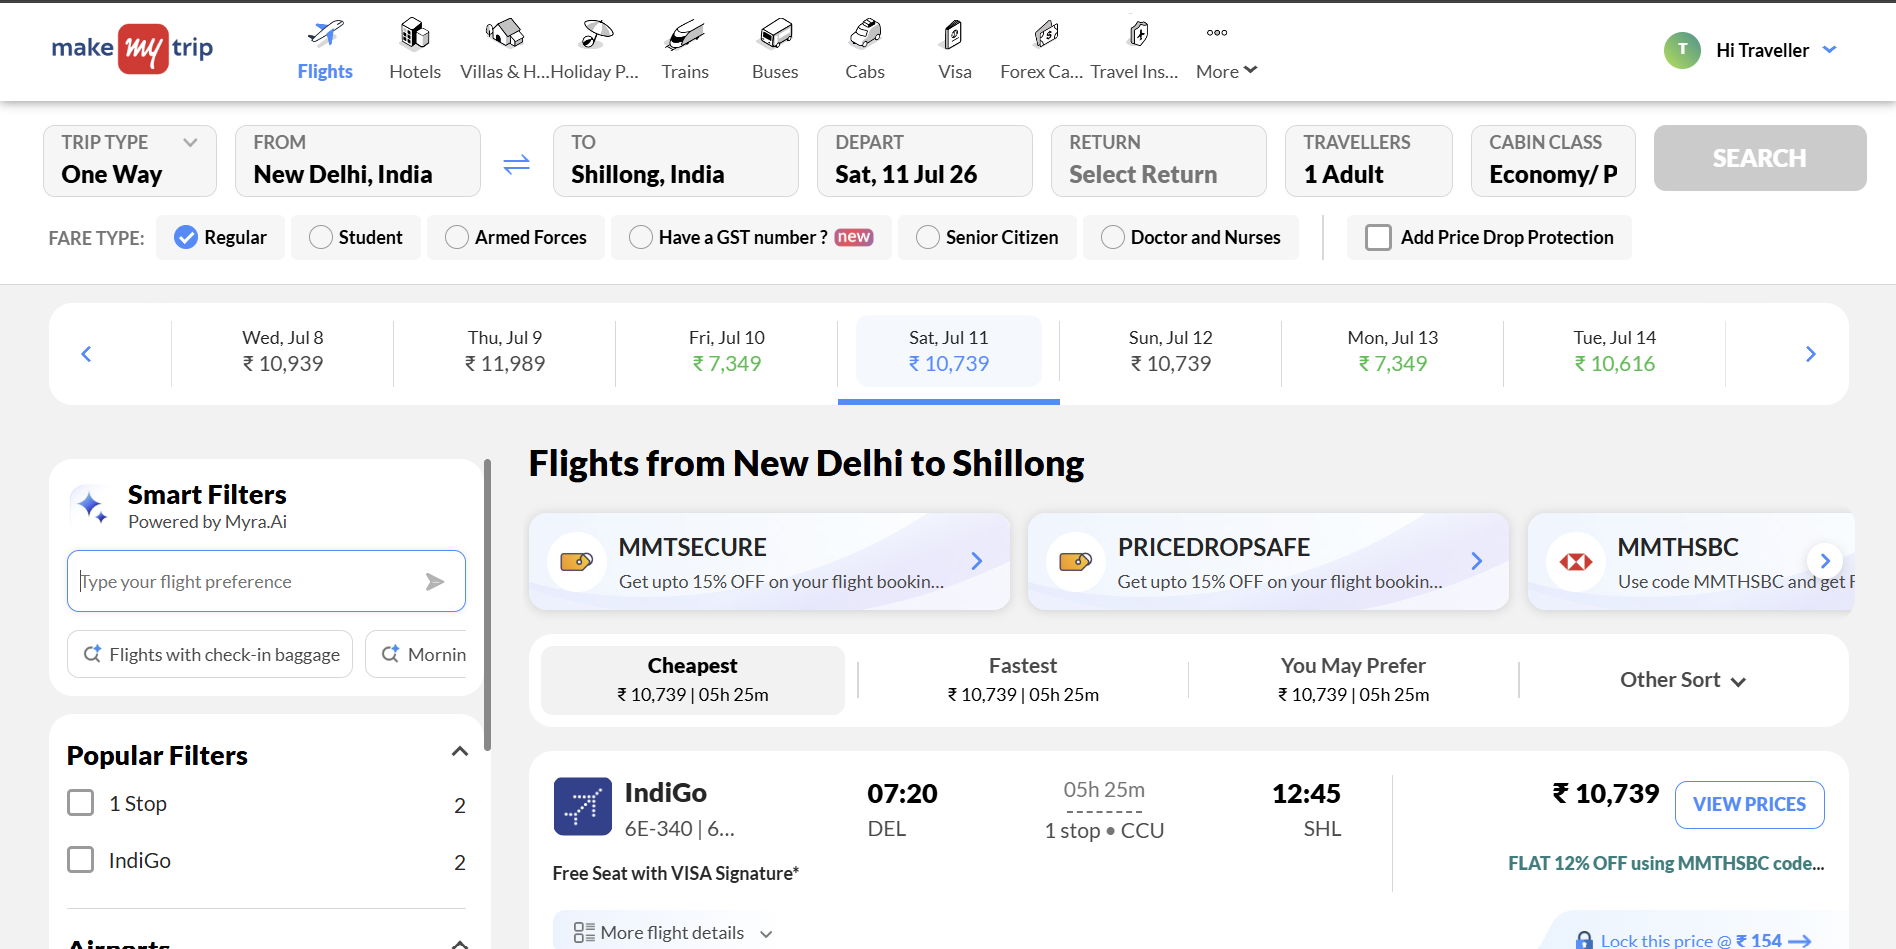 make my trip
Flights
Hotels
Villas & H...
Holiday P...
Trains
Buses
Cabs
Visa
Forex Ca...
Travel Ins...
More
T
Hi Traveller
TRIP TYPE
One Way
FROM
New Delhi, India
TO
Shillong, India
DEPART
Sat, 11 Jul 26
RETURN
Select Return
TRAVELLERS
1 Adult
CABIN CLASS
Economy/ P
SEARCH
FARE TYPE:
Regular
Student
Armed Forces
Have a GST number ? new
Senior Citizen
Doctor and Nurses
Add Price Drop Protection
Wed, Jul 8
₹ 10,939
Thu, Jul 9
₹ 11,989
Fri, Jul 10
₹ 7,349
Sat, Jul 11
₹ 10,739
Sun, Jul 12
₹ 10,739
Mon, Jul 13
₹ 7,349
Tue, Jul 14
₹ 10,616
Smart Filters
Powered by Myra.Ai
Type your flight preference
Flights with check-in baggage
Mornin
Popular Filters
1 Stop 2
IndiGo 2
Airports
Flights from New Delhi to Shillong
MMTSECURE
Get upto 15% OFF on your flight bookin...
PRICEDROPSAFE
Get upto 15% OFF on your flight bookin...
MMTHSBC
Use code MMTHSBC and get F
Cheapest
₹ 10,739 | 05h 25m
Fastest
₹ 10,739 | 05h 25m
You May Prefer
₹ 10,739 | 05h 25m
Other Sort
IndiGo
6E-340 | 6...
07:20
DEL
05h 25m
1 stop • CCU
12:45
SHL
₹ 10,739
VIEW PRICES
FLAT 12% OFF using MMTHSBC code...
Free Seat with VISA Signature*
More flight details
Lock this price @ ₹ 154